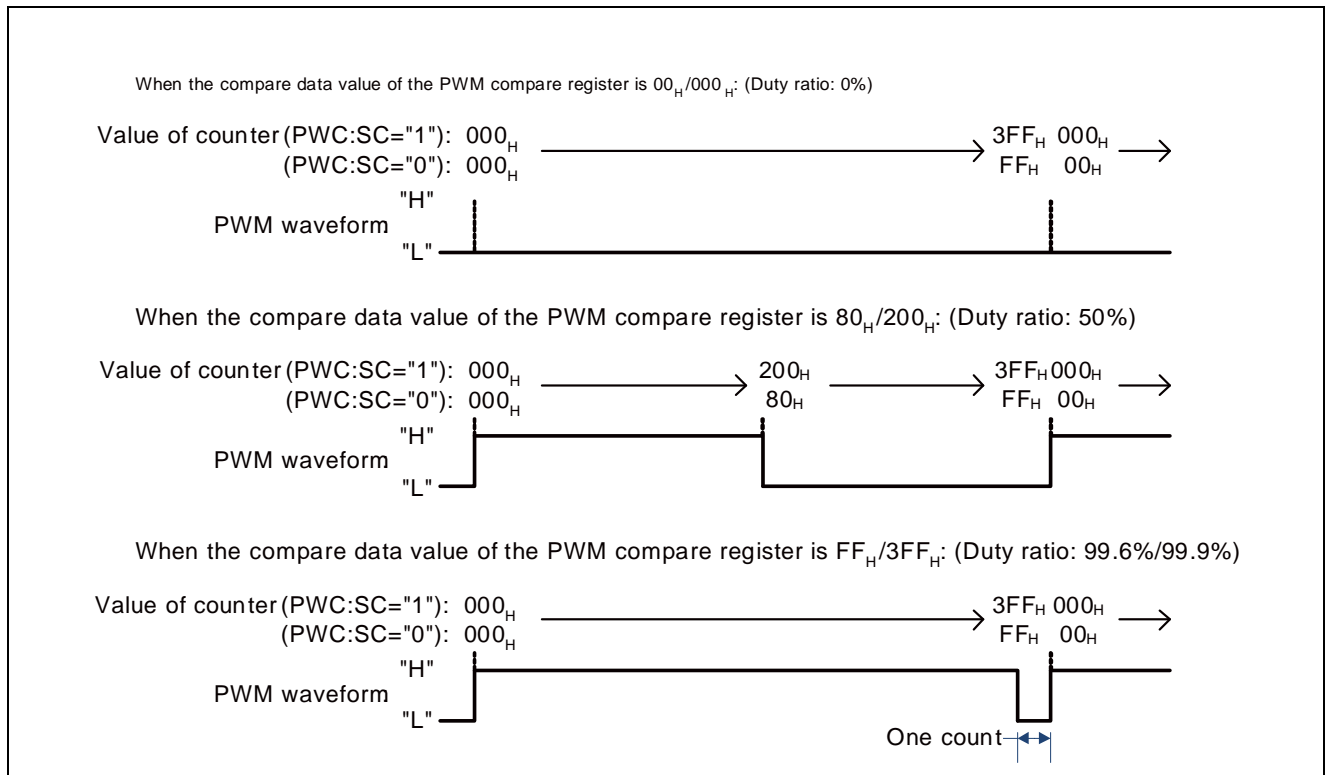 When the compare data value of the PWM compare register is 00H/000 H: (Duty ratio: 0%)
Value of counter (PWC:SC="1"): 000H 3FFH 000H
(PWC:SC="0"): 000H FFH 00H
"H"
PWM waveform
"L"
When the compare data value of the PWM compare register is 80H/200H: (Duty ratio: 50%)
Value of counter (PWC:SC="1"): 000H 200H 3FFH 000H
(PWC:SC="0"): 000H 80H FFH 00H
"H"
PWM waveform
"L"
When the compare data value of the PWM compare register is FFH/3FFH: (Duty ratio: 99.6%/99.9%)
Value of counter (PWC:SC="1"): 000H 3FFH 000H
(PWC:SC="0"): 000H FFH 00H
"H"
PWM waveform
"L"
One count